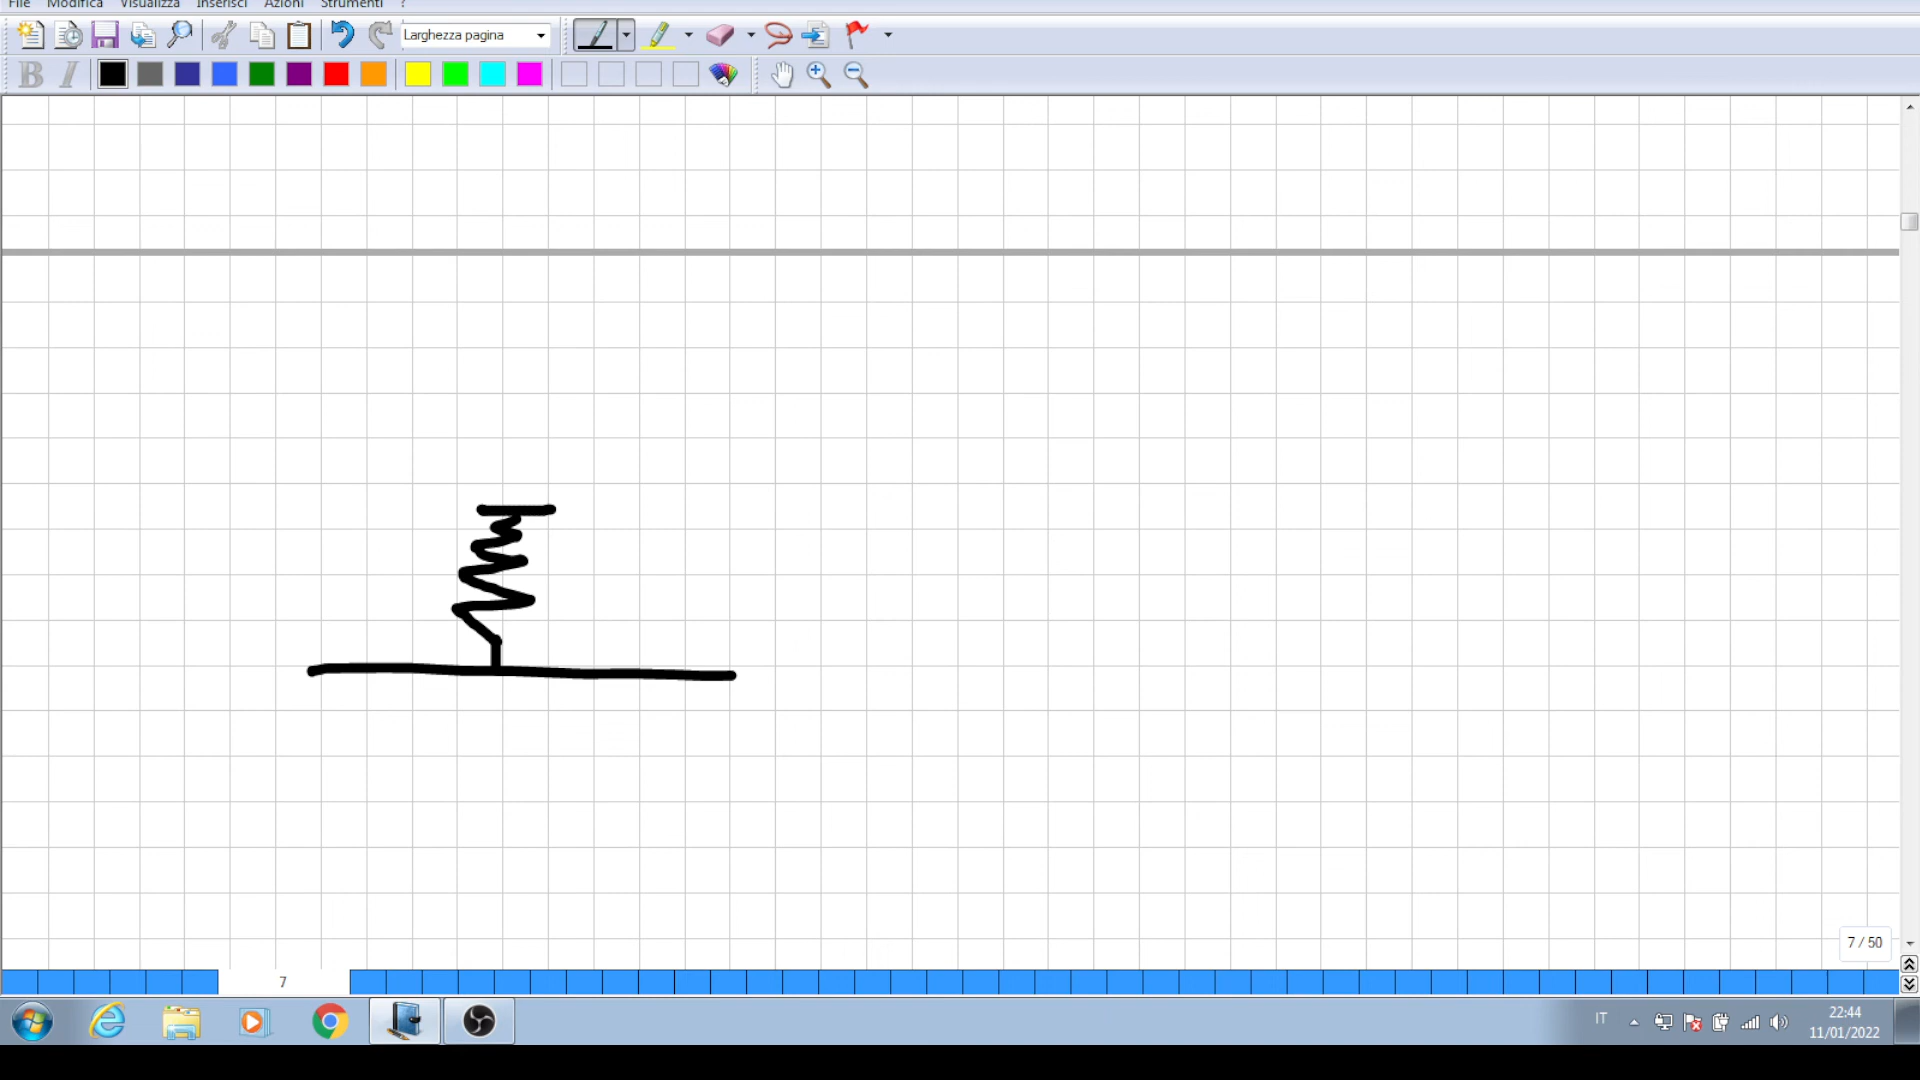 File Modifica Visualizza Inserisci Azioni Strumenti ?
Larghezza pagina
B I
7 / 50
7
IT
22:44
11/01/2022